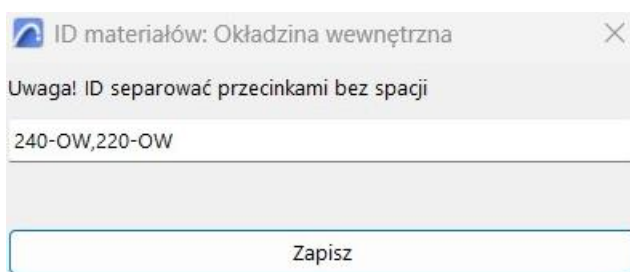 ID materiałów: Okładzina wewnętrzna
Uwaga! ID separować przecinkami bez spacji
240-OW,220-OW
Zapisz